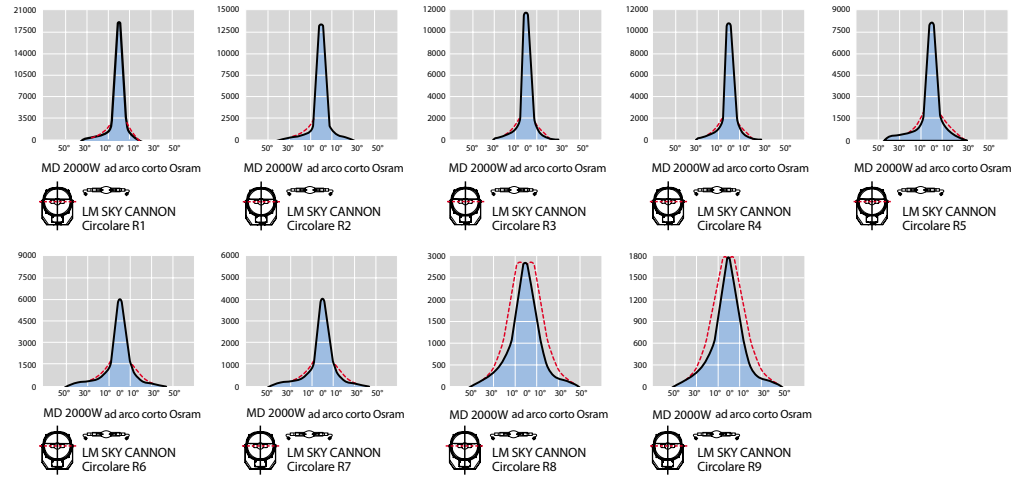 21000
17500
14000
10500
7000
3500
0
50° 30° 10° 0° 10° 30° 50°
MD 2000W ad arco corto Osram
LM SKY CANNON
Circolare R1
15000
12500
10000
7500
5000
2500
0
50° 30° 10° 0° 10° 30° 50°
MD 2000W ad arco corto Osram
LM SKY CANNON
Circolare R2
12000
10000
8000
6000
4000
2000
0
50° 30° 10° 0° 10° 30° 50°
MD 2000W ad arco corto Osram
LM SKY CANNON
Circolare R3
12000
10000
8000
6000
4000
2000
0
50° 30° 10° 0° 10° 30° 50°
MD 2000W ad arco corto Osram
LM SKY CANNON
Circolare R4
9000
7500
6000
4500
3000
1500
0
50° 30° 10° 0° 10° 30° 50°
MD 2000W ad arco corto Osram
LM SKY CANNON
Circolare R5
9000
7500
6000
4500
3000
1500
0
50° 30° 10° 0° 10° 30° 50°
MD 2000W ad arco corto Osram
LM SKY CANNON
Circolare R6
6000
5000
4000
3000
2000
1000
0
50° 30° 10° 0° 10° 30° 50°
MD 2000W ad arco corto Osram
LM SKY CANNON
Circolare R7
3000
2500
2000
1500
1000
500
0
50° 30° 10° 0° 10° 30° 50°
MD 2000W ad arco corto Osram
LM SKY CANNON
Circolare R8
1800
1500
1200
900
600
300
0
50° 30° 10° 0° 10° 30° 50°
MD 2000W ad arco corto Osram
LM SKY CANNON
Circolare R9